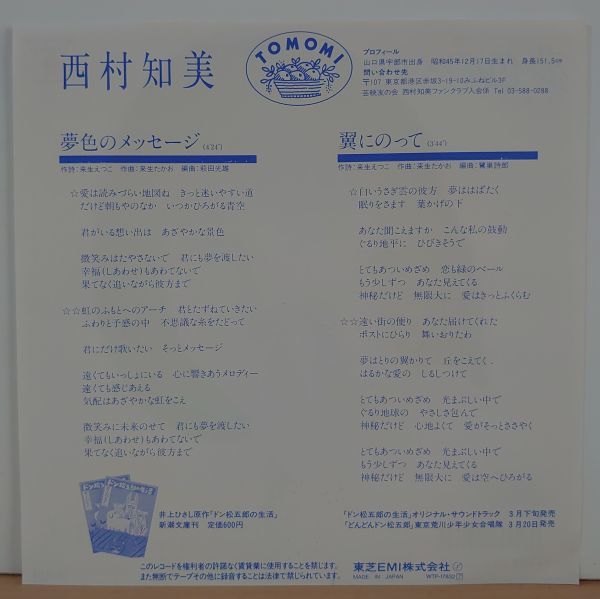 西村知美
TOMOMI
プロフィール
山口県宇部市出身 昭和45年12月17日生まれ 身長151.5cm
問い合わせ先
〒107 東京都港区赤坂3-19-10みふねビル3F
芸映友の会 西村知美ファンクラブ入会係 Tel 03-588-0288
夢色のメッセージ(4'24")
作詩:来生えつこ 作曲:来生たかお 編曲:萩田光雄
☆愛は読みづらい地図ね きっと迷いやすい道
だけど朝もやのなか いつかひろがる青空
君がいる想い出は あざやかな景色
微笑みはたやさないで 君にも夢を渡したい
幸福(しあわせ)もあわてないで
果てなく追いながら彼方まで
☆☆虹のふもとへのアーチ 君とたずねていきたい
ふわりと予感の中 不思議な糸をたどって
君にだけ歌いたい そっとメッセージ
遠くてもいっしょにいる 心に響きあうメロディー
遠くても感じあえる
気配はあざやかな虹をこえ
微笑みに未来のせて 君にも夢を渡したい
幸福(しあわせ)もあわてないで
果てなく追いながら彼方まで
井上ひさし原作「ドン松五郎の生活」
新潮文庫刊 定価600円
翼にのって(3'44")
作詩:来生えつこ 作曲:来生たかお 編曲:鷺巣詩郎
☆白いうさぎ雲の彼方 夢ははばたく
眠りをさます 葉かげの下
あなた聞こえますか こんな私の鼓動
ぐるり地平に ひびきそうで
とてもあついめざめ 恋も緑のベール
もう少しずつ あなた見えてくる
神秘だけど 無限大に 愛はきっとふくらむ
☆☆遠い街の便り あなた届けてくれた
ポストにひらり 舞いおりたわ
夢はとりの翼かりて 丘をこえてく
はるかな愛の しるしつけて
とてもあついめざめ 光まぶしい中で
ぐるり地球の やさしさ包んで
神秘だけど 心地よくて 愛がそっとささやく
とてもあついめざめ 光まぶしい中で
もう少しずつ あなた見えてくる
神秘だけど 無限大に 愛は空へひろがる
「ドン松五郎の生活」オリジナル・サウンドトラック 3月下旬発売
「どんどんドン松五郎」東京荒川少年少女合唱隊 3月20日発売
このレコードを権利者の許諾なく賃貸業に使用することを禁じます。
また無断でテープその他に録音することは法律で禁じられています。
東芝EMI株式会社
MADE IN JAPAN WTP-17832